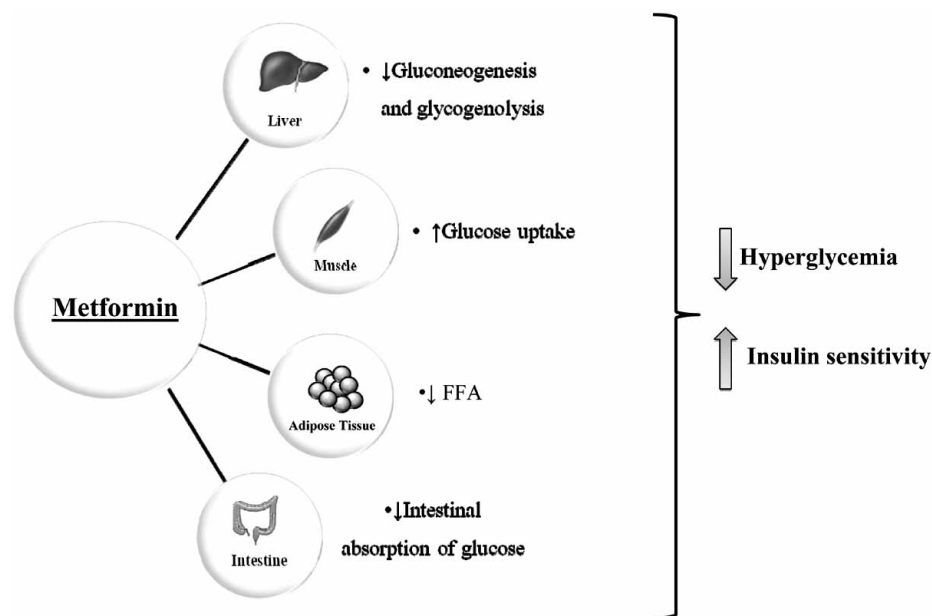 Metformin
Liver
• ↓Gluconeogenesis
and glycogenolysis
Muscle
• ↑Glucose uptake
Adipose Tissue
•↓ FFA
Intestine
•↓Intestinal
absorption of glucose
Hyperglycemia
Insulin sensitivity